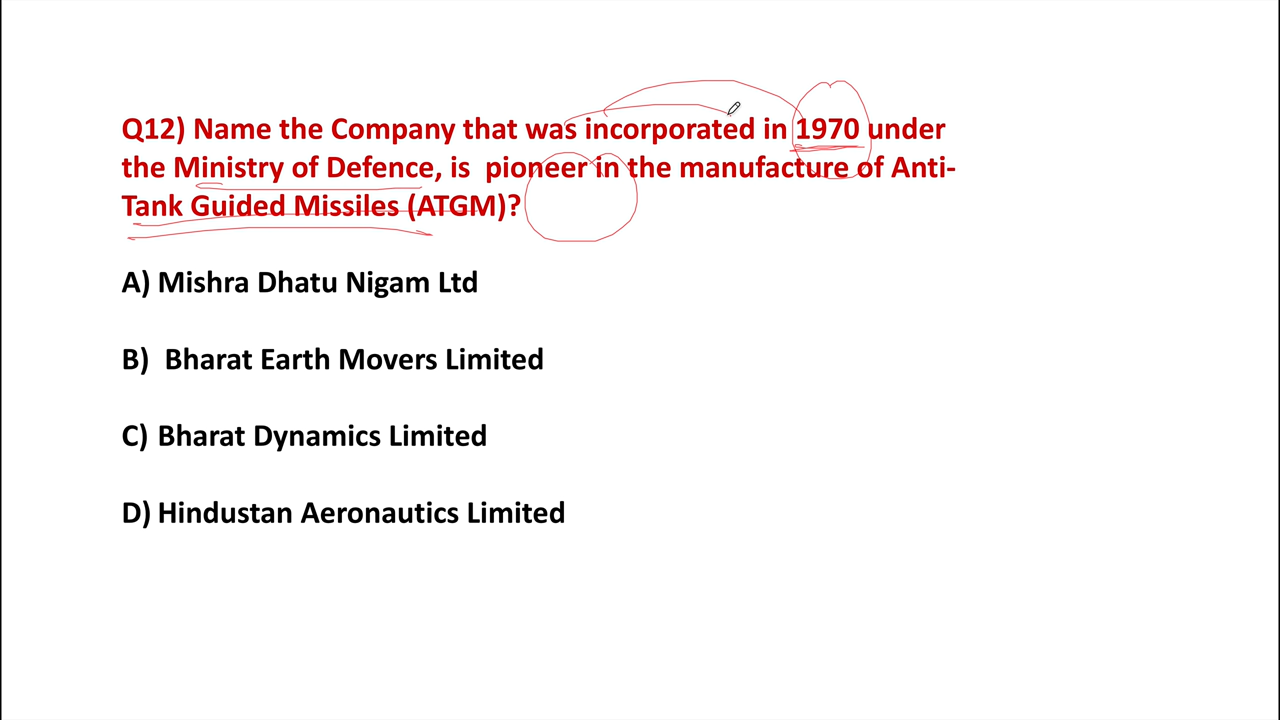 Q12) Name the Company that was incorporated in 1970 under
the Ministry of Defence, is  pioneer in the manufacture of Anti-
Tank Guided Missiles (ATGM)?
A) Mishra Dhatu Nigam Ltd
B)  Bharat Earth Movers Limited
C) Bharat Dynamics Limited
D) Hindustan Aeronautics Limited